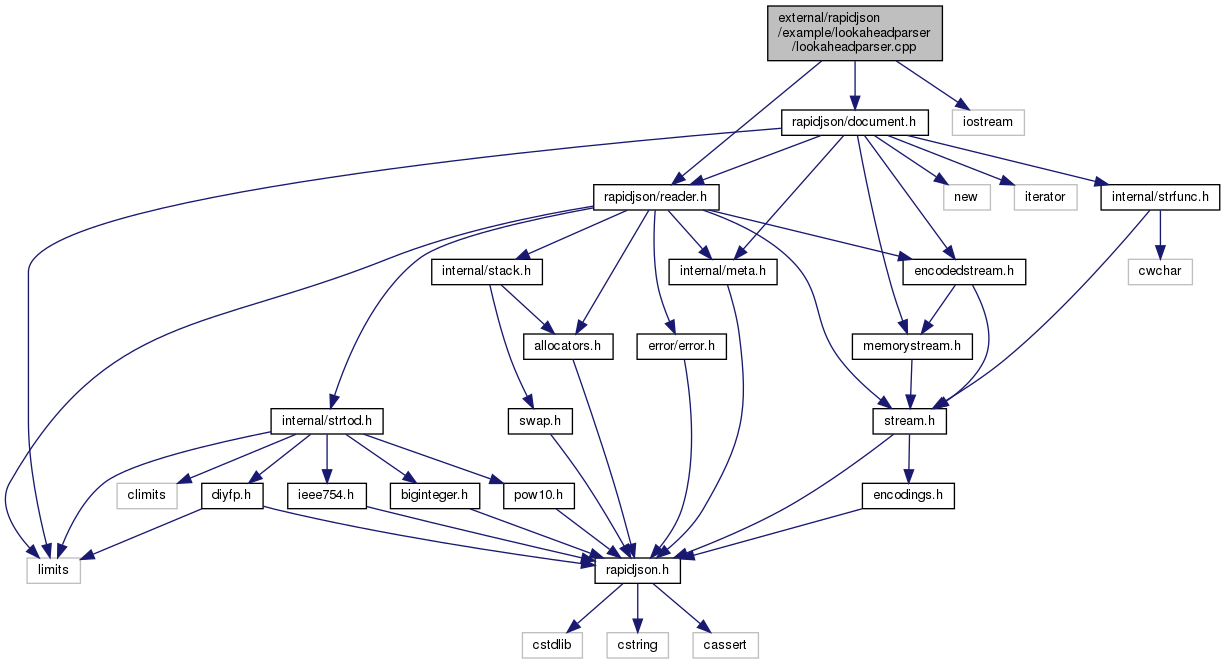 external/rapidjson
/example/lookaheadparser
/lookaheadparser.cpp
rapidjson/document.h
iostream
rapidjson/reader.h
new
iterator
internal/strfunc.h
internal/stack.h
internal/meta.h
encodedstream.h
cwchar
allocators.h
error/error.h
memorystream.h
internal/strtod.h
swap.h
stream.h
climits
diyfp.h
ieee754.h
biginteger.h
pow10.h
encodings.h
limits
rapidjson.h
cstdlib
cstring
cassert